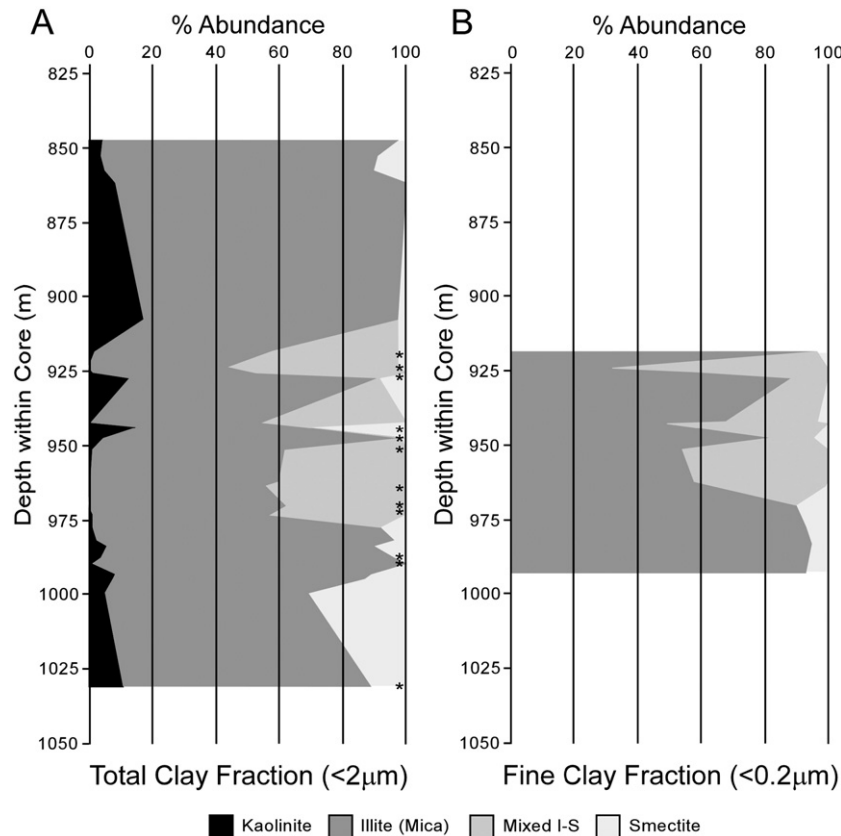 A
% Abundance
0 20 40 60 80 100
825
850
875
900
925
950
975
1000
1025
1050
Depth within Core (m)
*
*
*
*
*
*
*
*
*
*
*
*
Total Clay Fraction (<2μm)
B
% Abundance
0 20 40 60 80 100
825
850
875
900
925
950
975
1000
1025
1050
Depth within Core (m)
Fine Clay Fraction (<0.2μm)
Kaolinite Illite (Mica) Mixed I-S Smectite